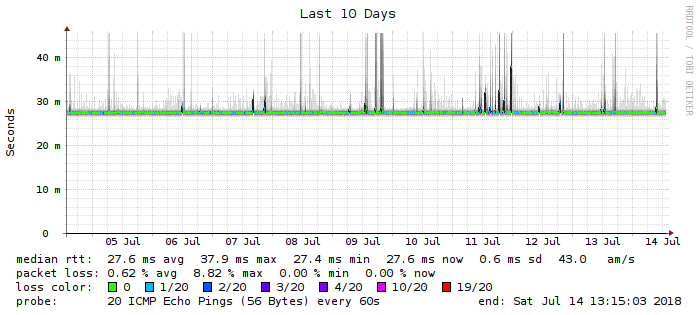 Last 10 Days
RRDTOOL / TOBI OETIKER
Seconds
40 m
30 m
20 m
10 m
0
05 Jul 06 Jul 07 Jul 08 Jul 09 Jul 10 Jul 11 Jul 12 Jul 13 Jul 14 Jul
median rtt: 27.6 ms avg 37.9 ms max 27.4 ms min 27.6 ms now 0.6 ms sd 43.0 am/s
packet loss: 0.62 % avg 8.82 % max 0.00 % min 0.00 % now
loss color: 0 1/20 2/20 3/20 4/20 10/20 19/20
probe: 20 ICMP Echo Pings (56 Bytes) every 60s end: Sat Jul 14 13:15:03 2018